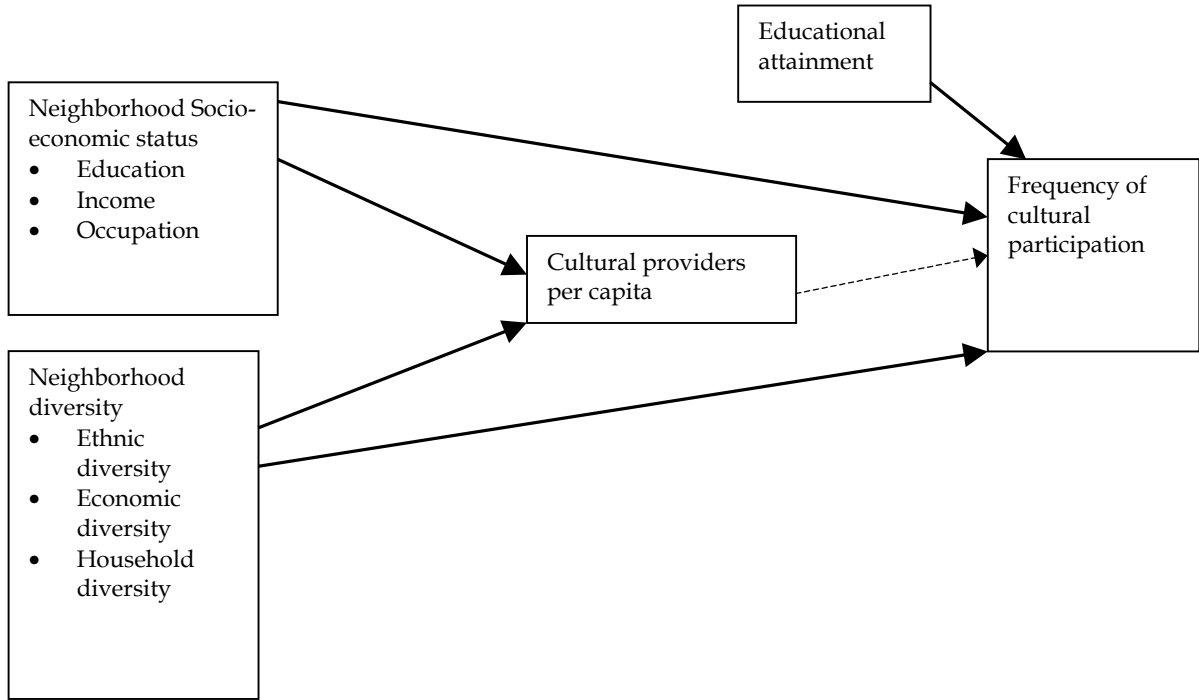 Educational
attainment
Neighborhood Socio-
economic status
• Education
• Income
• Occupation
Frequency of
cultural
participation
Cultural providers
per capita
Neighborhood
diversity
• Ethnic
diversity
• Economic
diversity
• Household
diversity